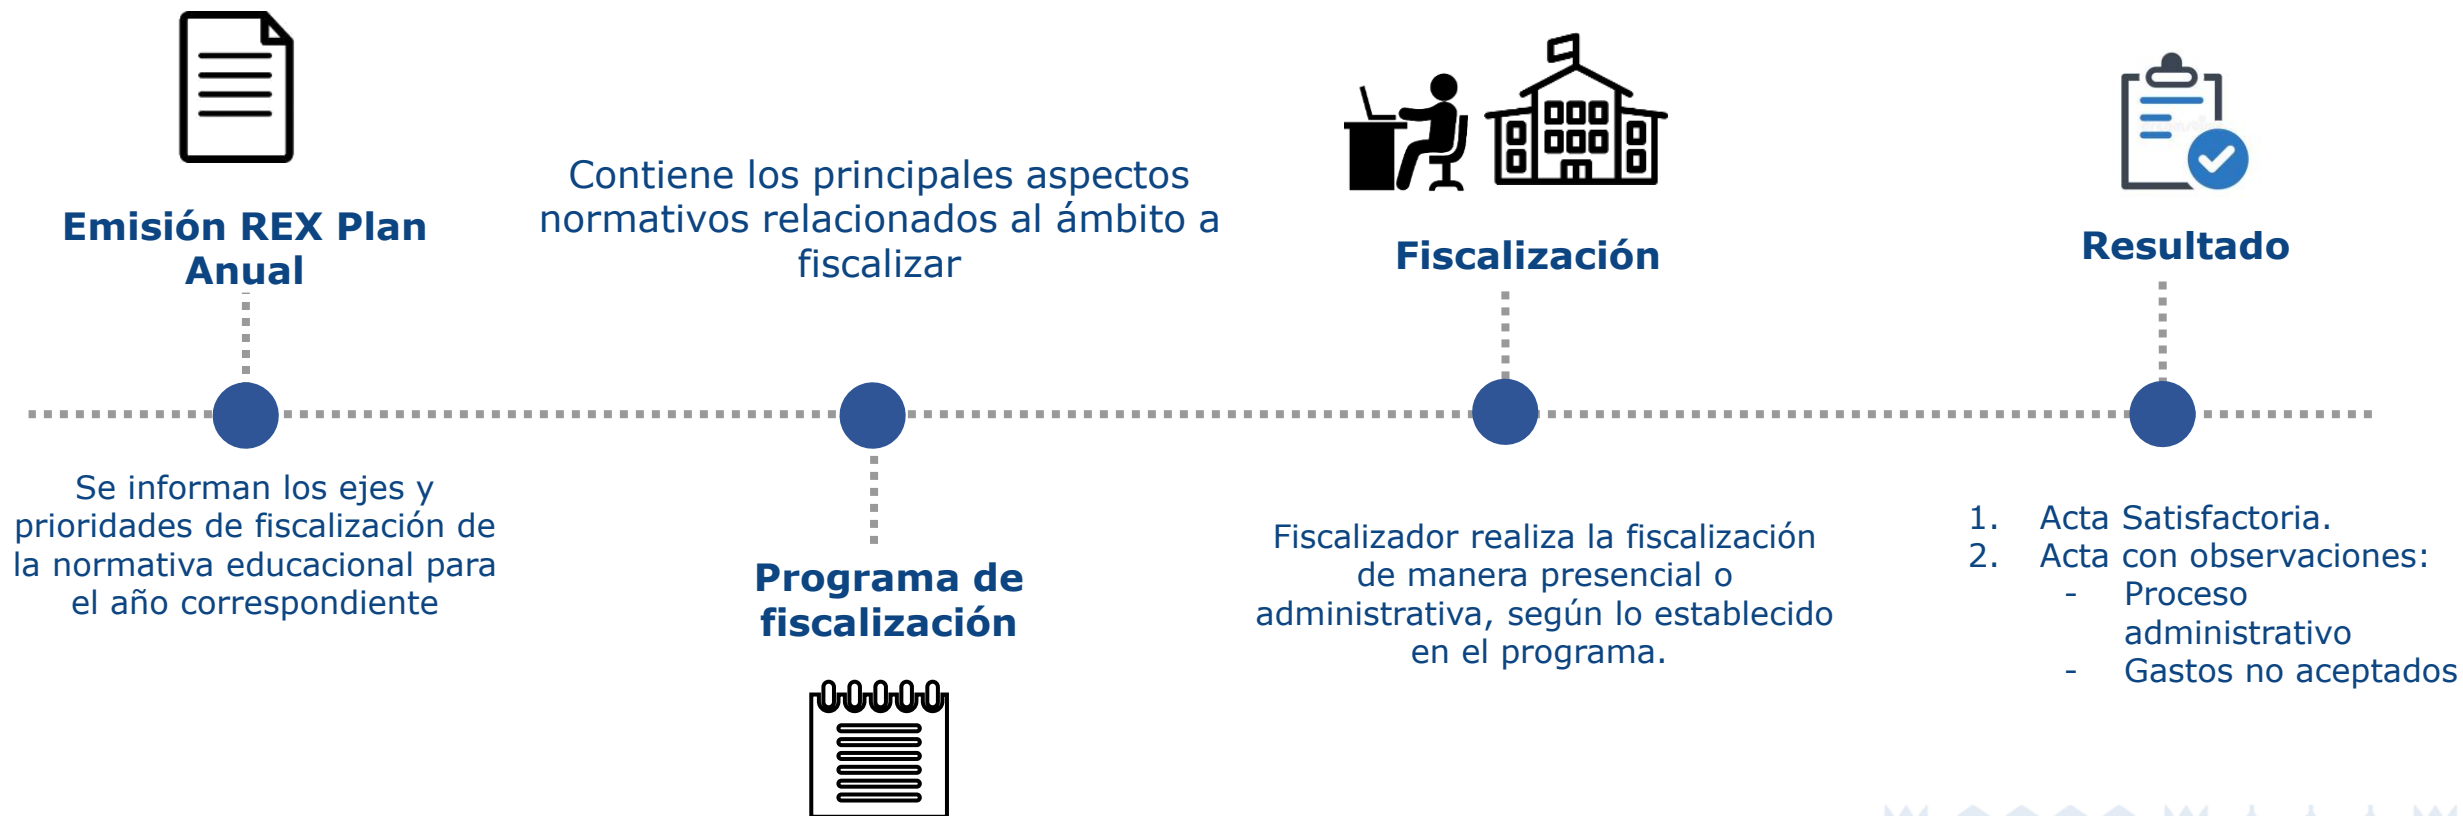 Emisión REX Plan
Anual
Se informan los ejes y
prioridades de fiscalización de
la normativa educacional para
el año correspondiente
Contiene los principales aspectos
normativos relacionados al ámbito a
fiscalizar
Programa de
fiscalización
Fiscalización
Fiscalizador realiza la fiscalización
de manera presencial o
administrativa, según lo establecido
en el programa.
Resultado
1. Acta Satisfactoria.
2. Acta con observaciones:
- Proceso
administrativo
- Gastos no aceptados